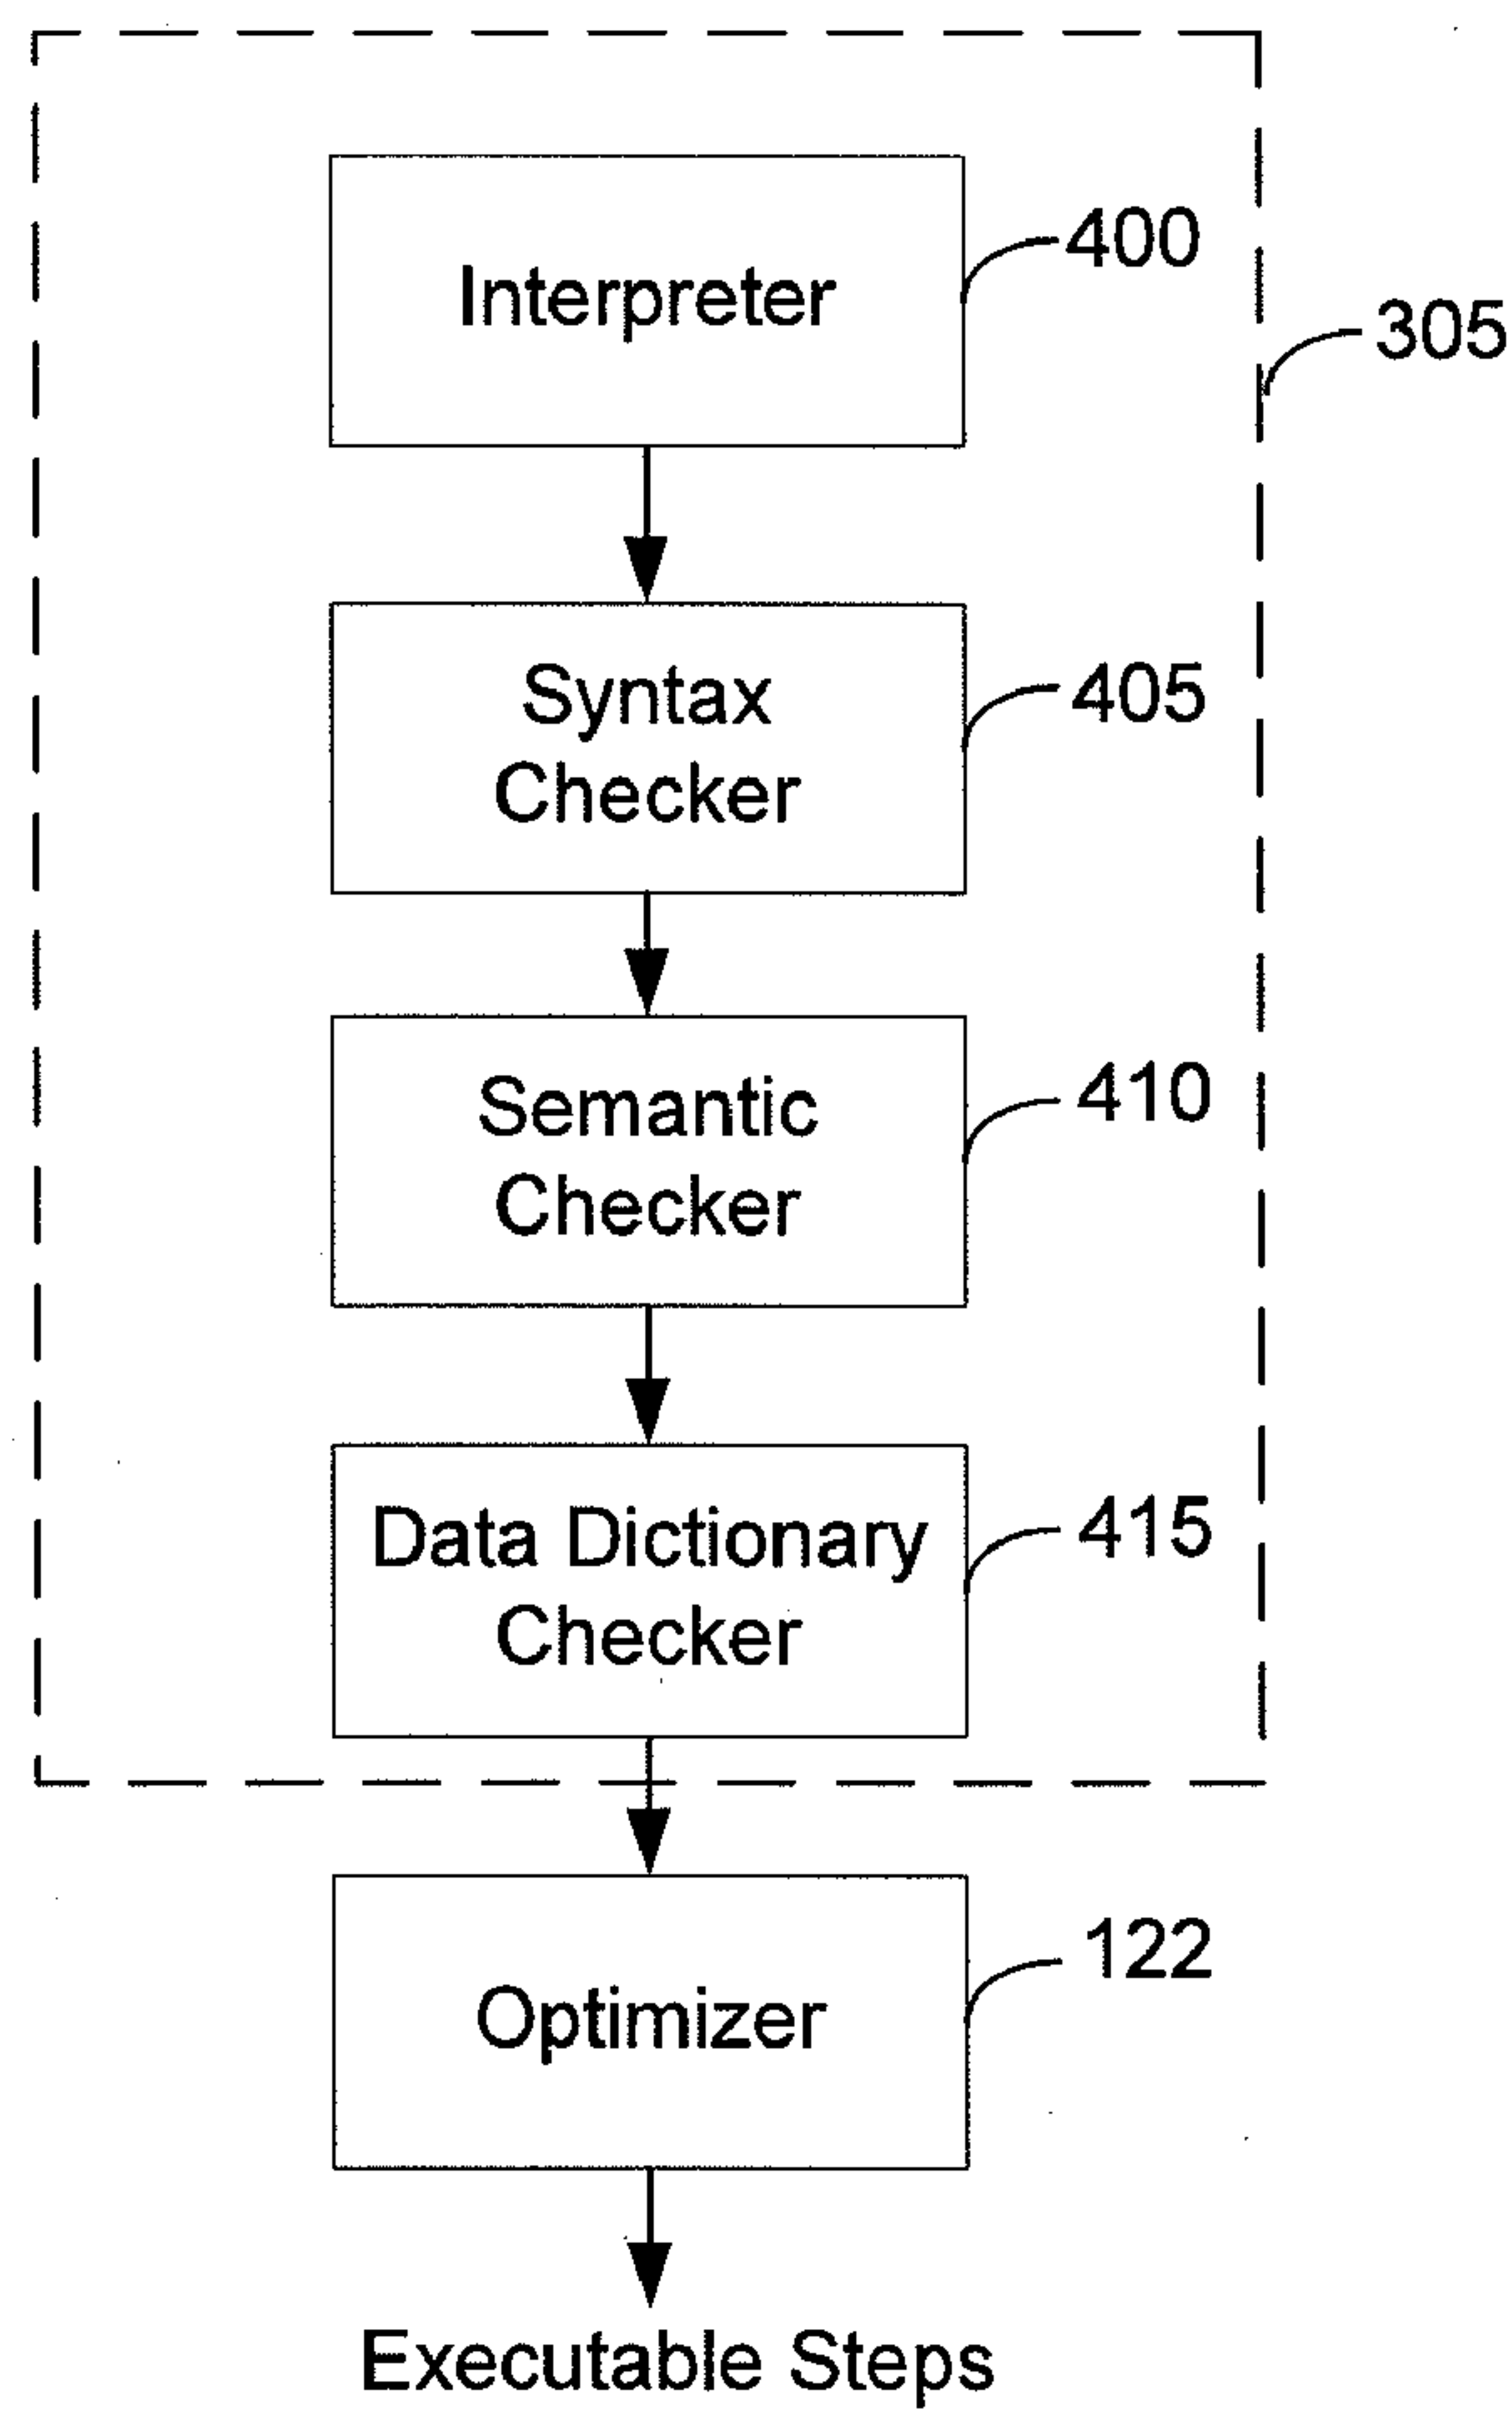 Interpreter
400
305
Syntax
Checker
405
Semantic
Checker
410
Data Dictionary
Checker
415
Optimizer
122
Executable Steps